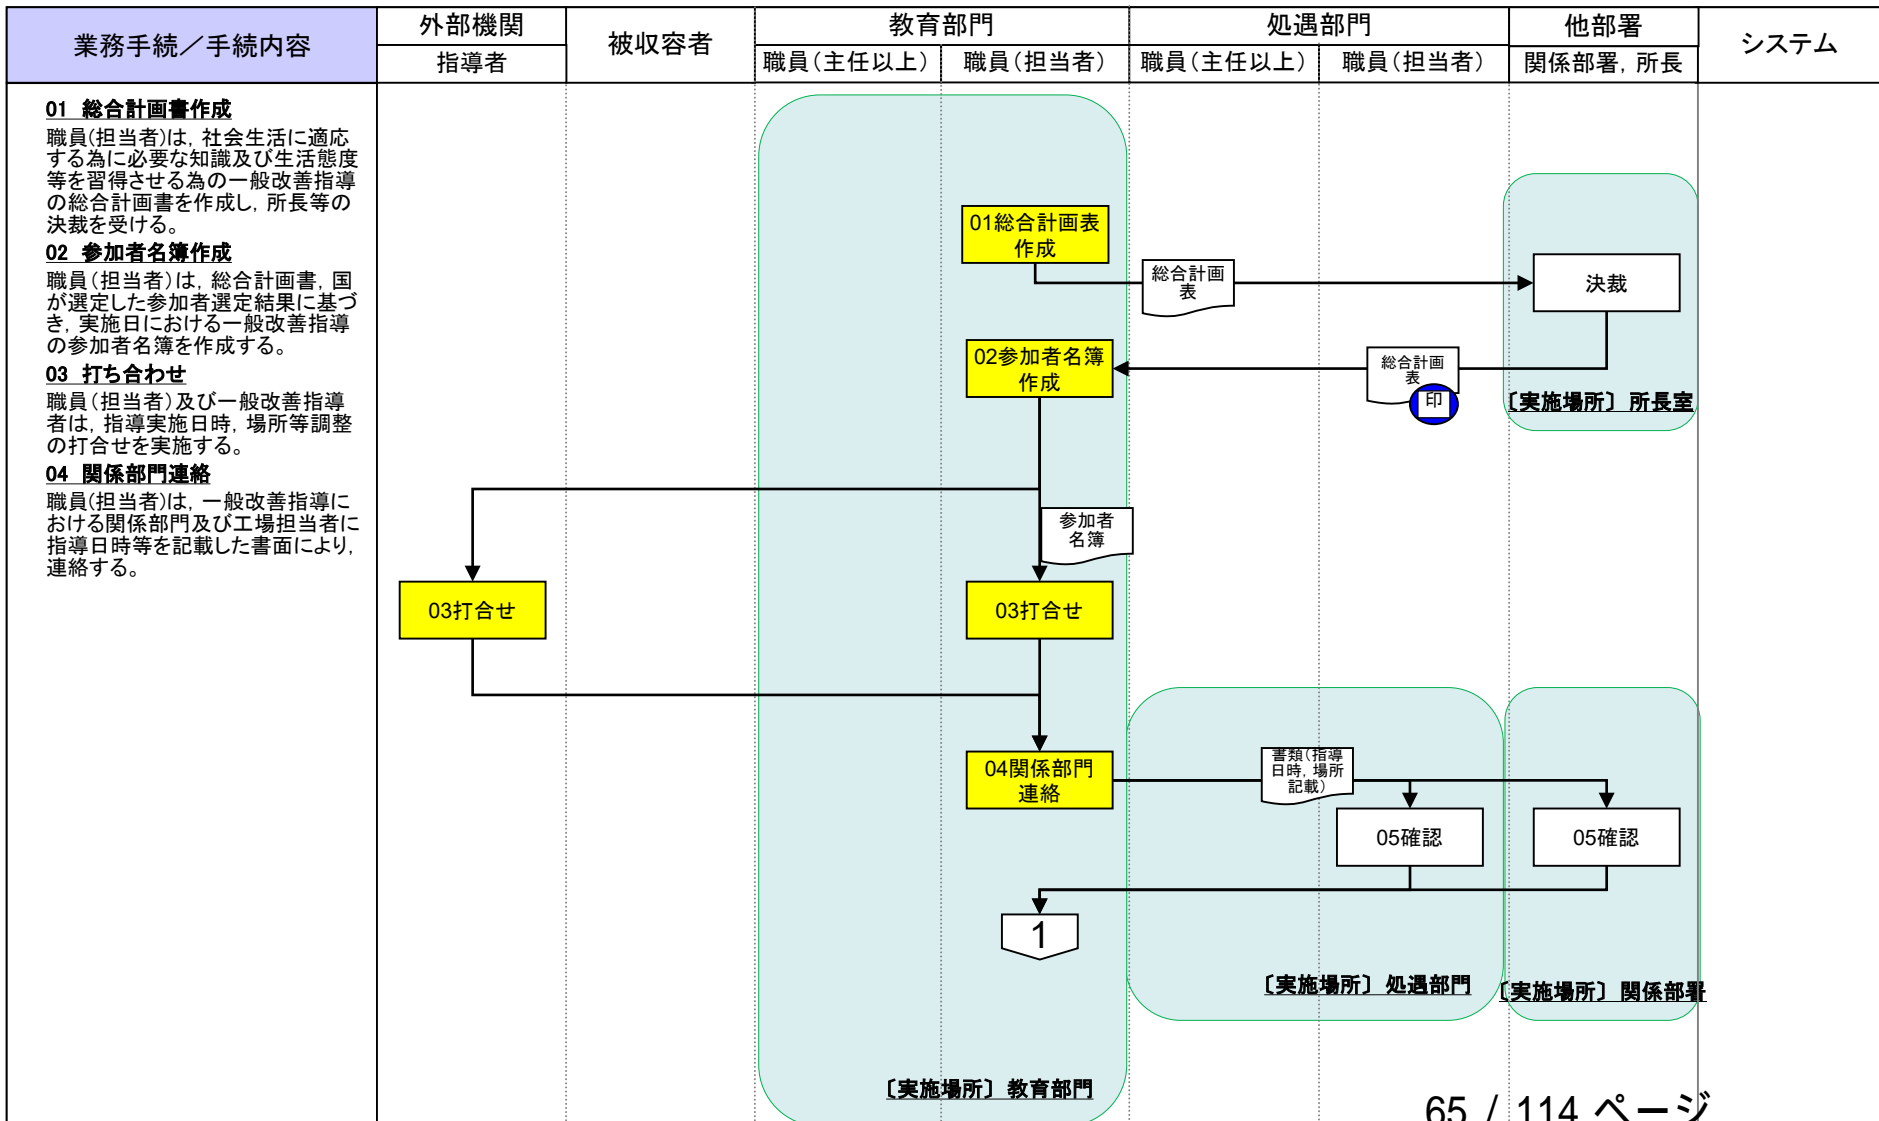 業務手続／手続内容
外部機関
指導者
被収容者
教育部門
職員（主任以上）
職員（担当者）
処遇部門
職員（主任以上）
職員（担当者）
他部署
関係部署，所長
システム
01 総合計画書作成
職員(担当者)は，社会生活に適応
する為に必要な知識及び生活態度
等を習得させる為の一般改善指導
の総合計画書を作成し，所長等の
決裁を受ける。
02 参加者名簿作成
職員（担当者）は，総合計画書，国
が選定した参加者選定結果に基づ
き，実施日における一般改善指導
の参加者名簿を作成する。
03 打ち合わせ
職員（担当者）及び一般改善指導
者は，指導実施日時，場所等調整
の打合せを実施する。
04 関係部門連絡
職員(担当者)は，一般改善指導に
おける関係部門及び工場担当者に
指導日時等を記載した書面により，
連絡する。
01総合計画表
作成
総合計画
表
決裁
02参加者名簿
作成
総合計画
表
印
〔実施場所〕所長室
参加者
名簿
03打合せ
03打合せ
04関係部門
連絡
書類（指導
日時，場所
記載）
05確認
05確認
1
〔実施場所〕処遇部門
〔実施場所〕関係部署
〔実施場所〕教育部門
65 / 114 ページ